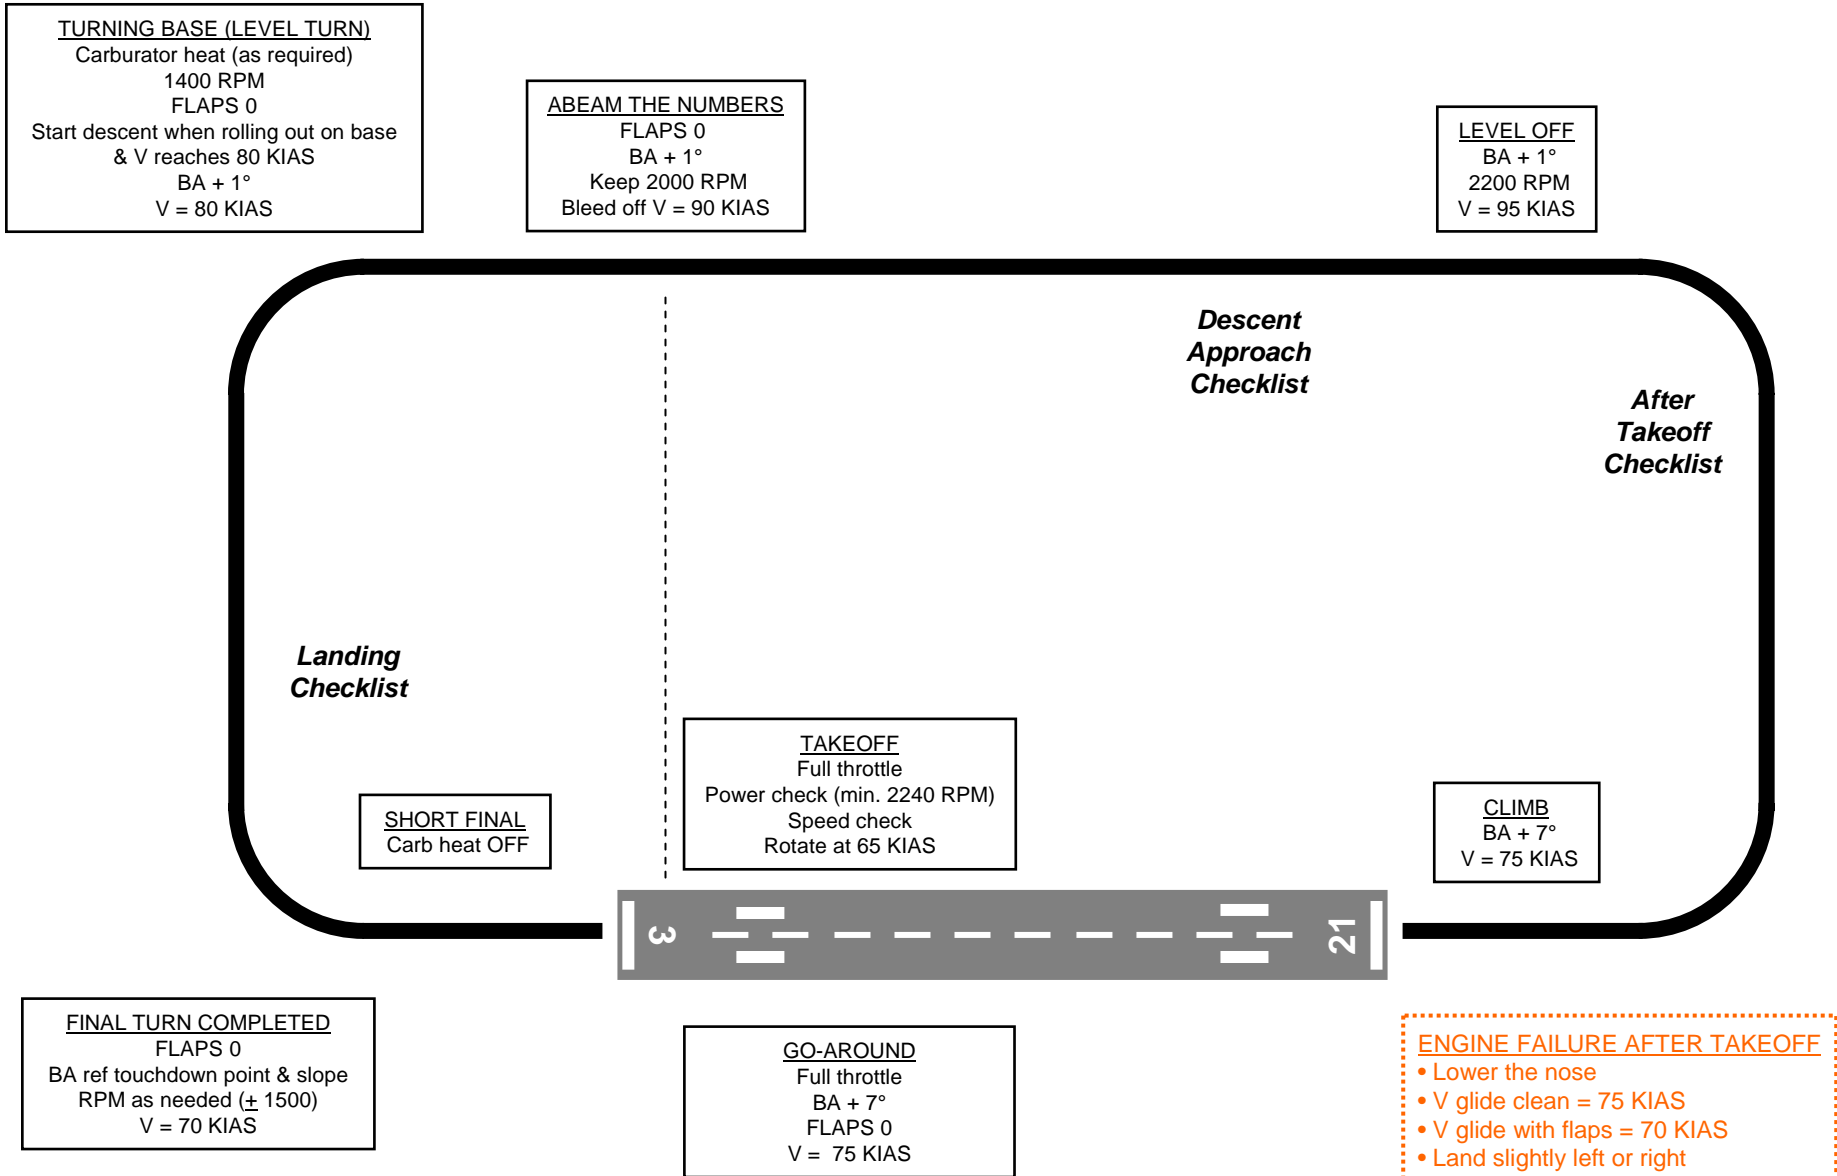 TURNING BASE (LEVEL TURN)
Carburator heat (as required)
1400 RPM
FLAPS 0
Start descent when rolling out on base
& V reaches 80 KIAS
BA + 1°
V = 80 KIAS
ABEAM THE NUMBERS
FLAPS 0
BA + 1°
Keep 2000 RPM
Bleed off V = 90 KIAS
LEVEL OFF
BA + 1°
2200 RPM
V = 95 KIAS
Descent
Approach
Checklist
After
Takeoff
Checklist
Landing
Checklist
SHORT FINAL
Carb heat OFF
TAKEOFF
Full throttle
Power check (min. 2240 RPM)
Speed check
Rotate at 65 KIAS
CLIMB
BA + 7°
V = 75 KIAS
3
21
FINAL TURN COMPLETED
FLAPS 0
BA ref touchdown point & slope
RPM as needed (± 1500)
V = 70 KIAS
GO-AROUND
Full throttle
BA + 7°
FLAPS 0
V =  75 KIAS
ENGINE FAILURE AFTER TAKEOFF
• Lower the nose
• V glide clean = 75 KIAS
• V glide with flaps = 70 KIAS
• Land slightly left or right